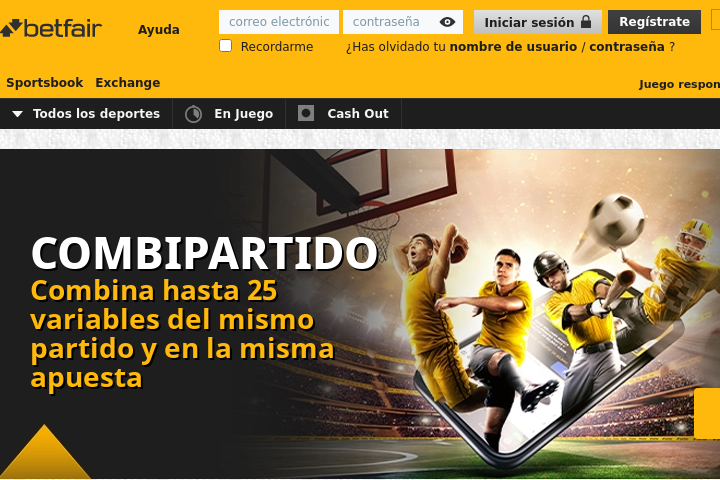 betfair
Ayuda
correo electrónic
contraseña
Iniciar sesión
Regístrate
Recordarme
¿Has olvidado tu nombre de usuario / contraseña ?
Sportsbook
Exchange
Juego respon
Todos los deportes
En Juego
Cash Out
COMBIPARTIDO
Combina hasta 25
variables del mismo
partido y en la misma
apuesta